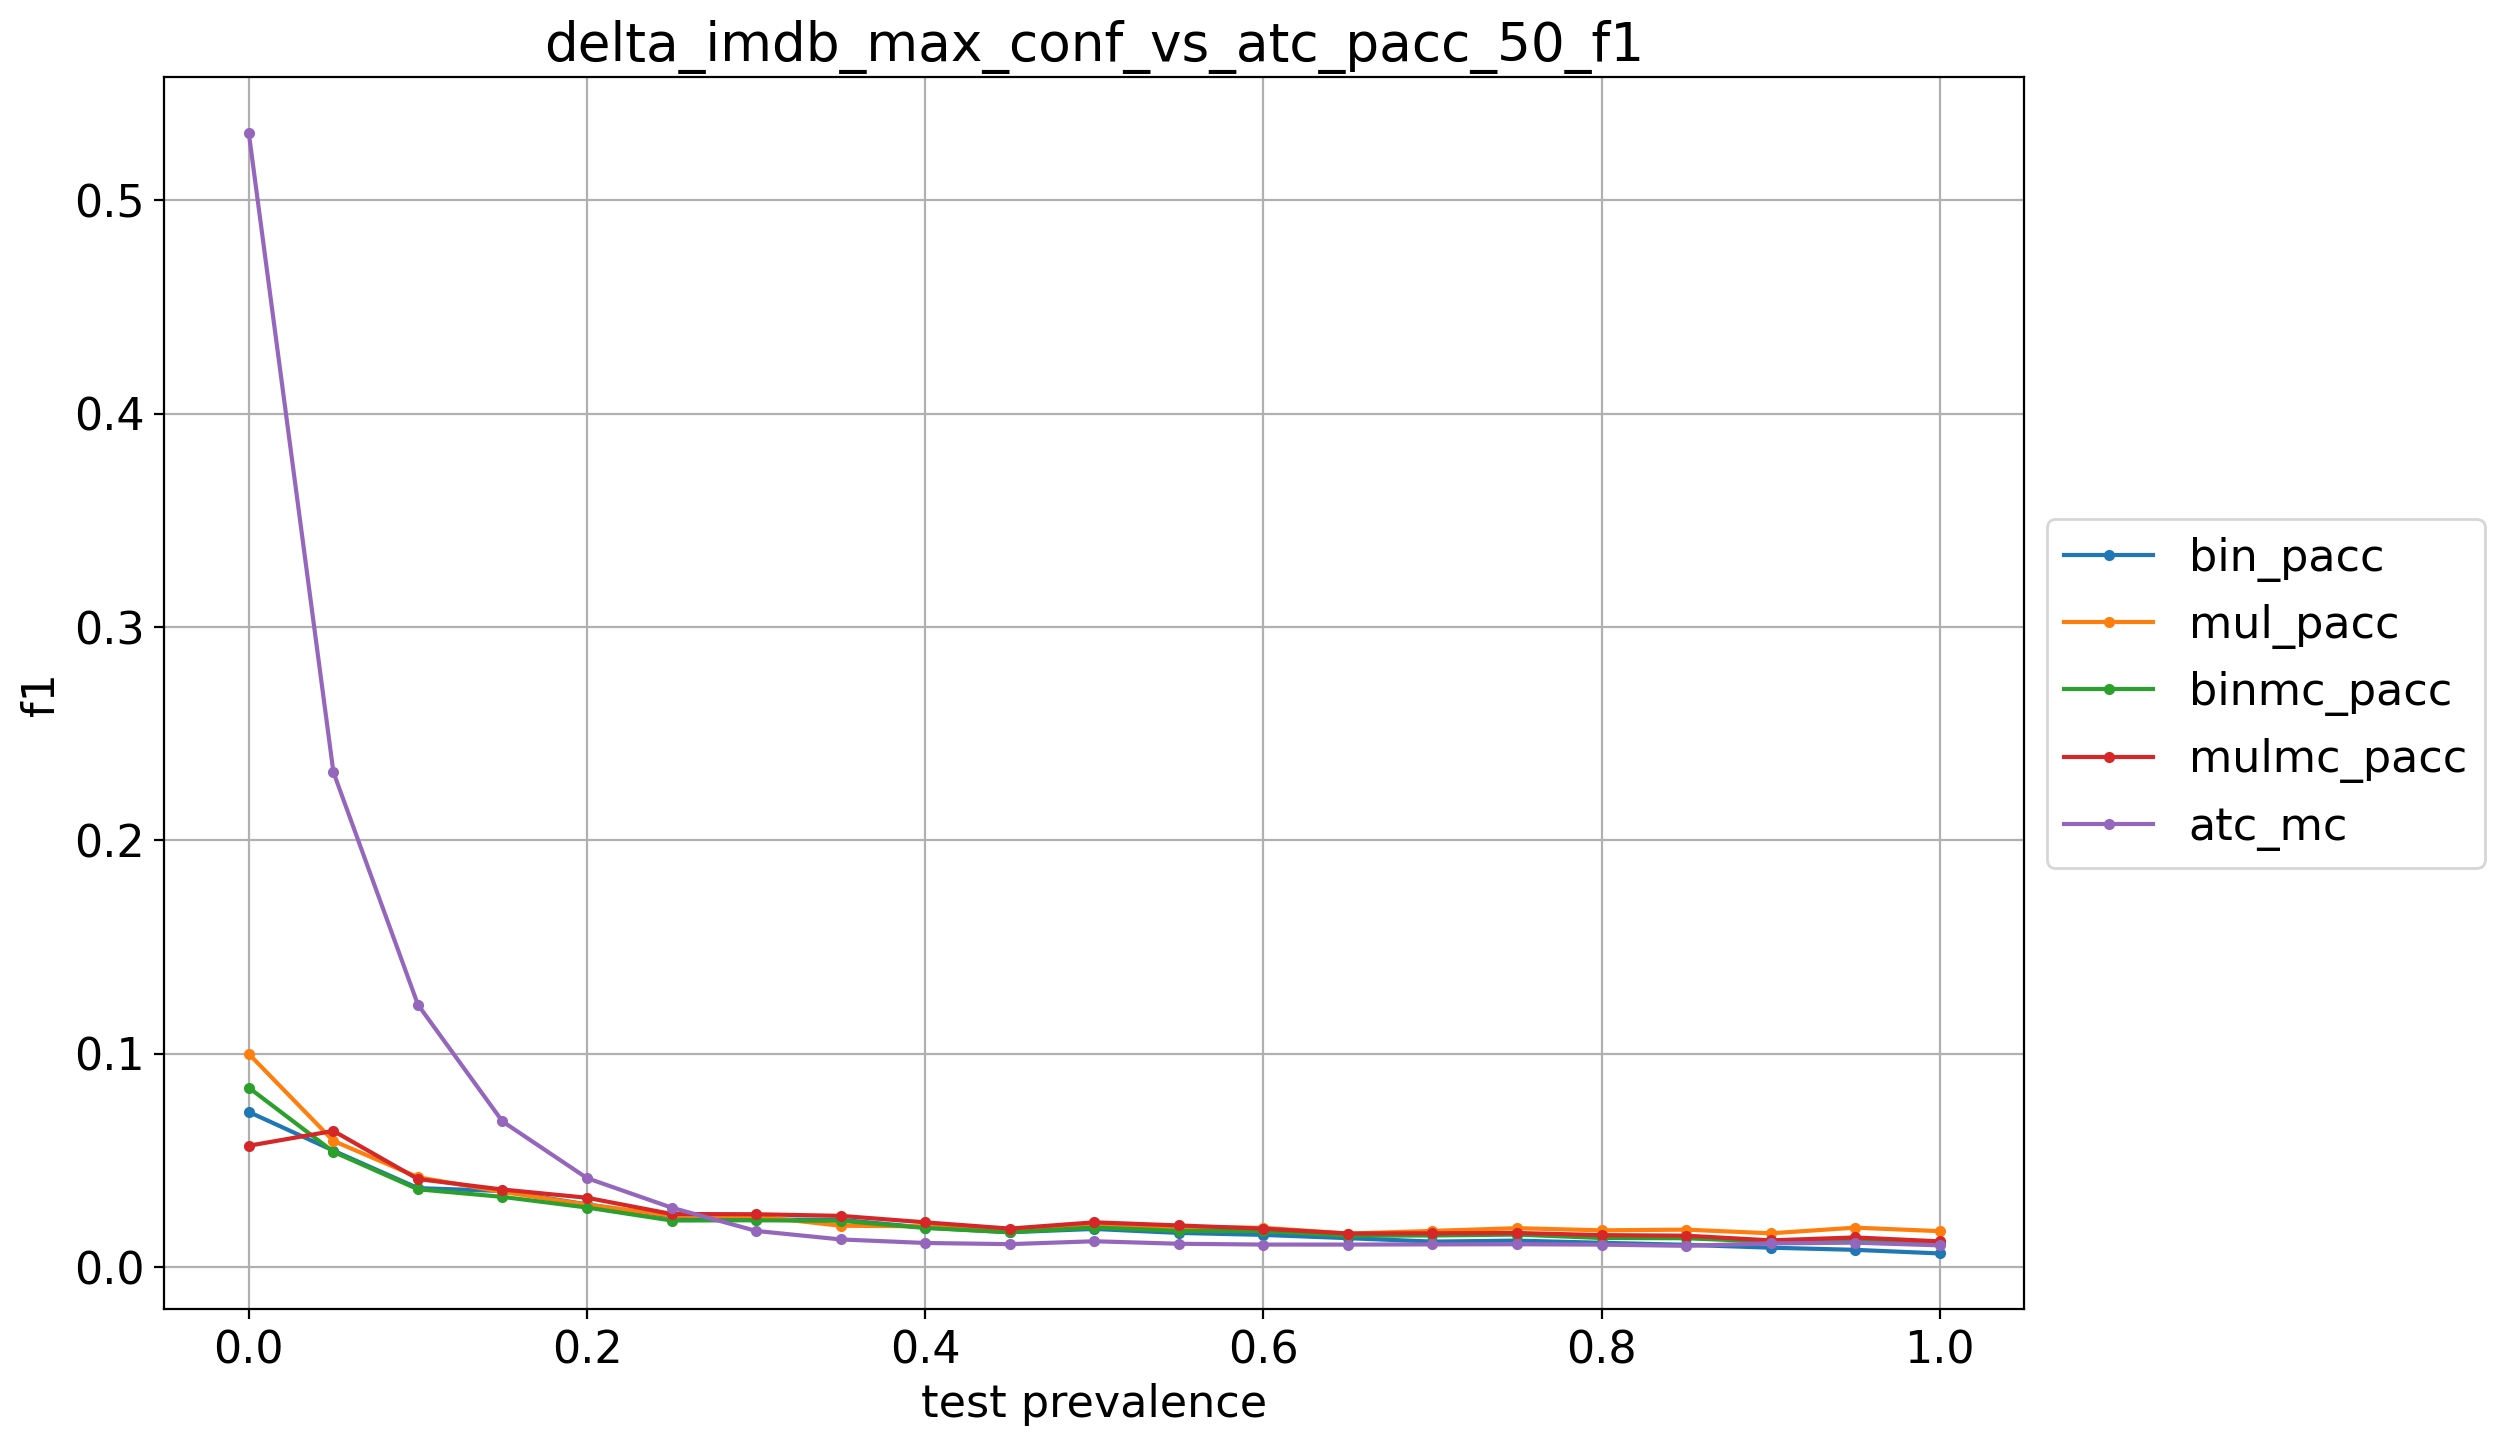 delta_imdb_max_conf_vs_atc_pacc_50_f1
0.5
0.4
0.3
0.2
0.1
0.0
f1
0.0 0.2 0.4 0.6 0.8 1.0
test prevalence
bin_pacc
mul_pacc
binmc_pacc
mulmc_pacc
atc_mc